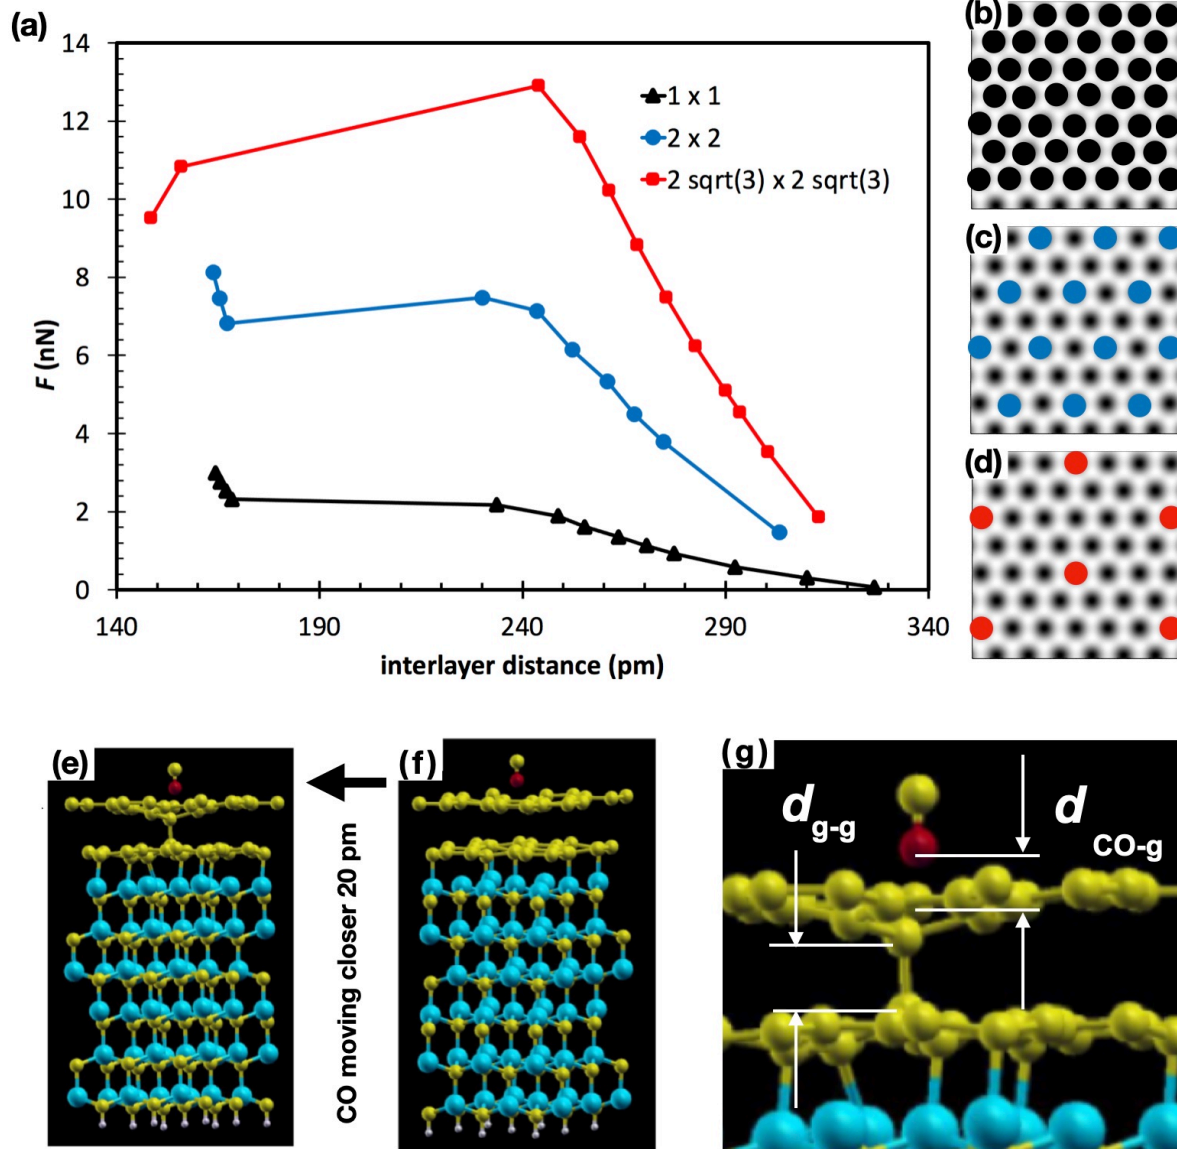 (a)
14
12
10
8
6
4
2
0
F (nN)
140 190 240 290 340
interlayer distance (pm)
1 x 1
2 x 2
2 sqrt(3) x 2 sqrt(3)
(b)
(c)
(d)
(e)
CO moving closer 20 pm
(f)
(g)
d g-g
d CO-g